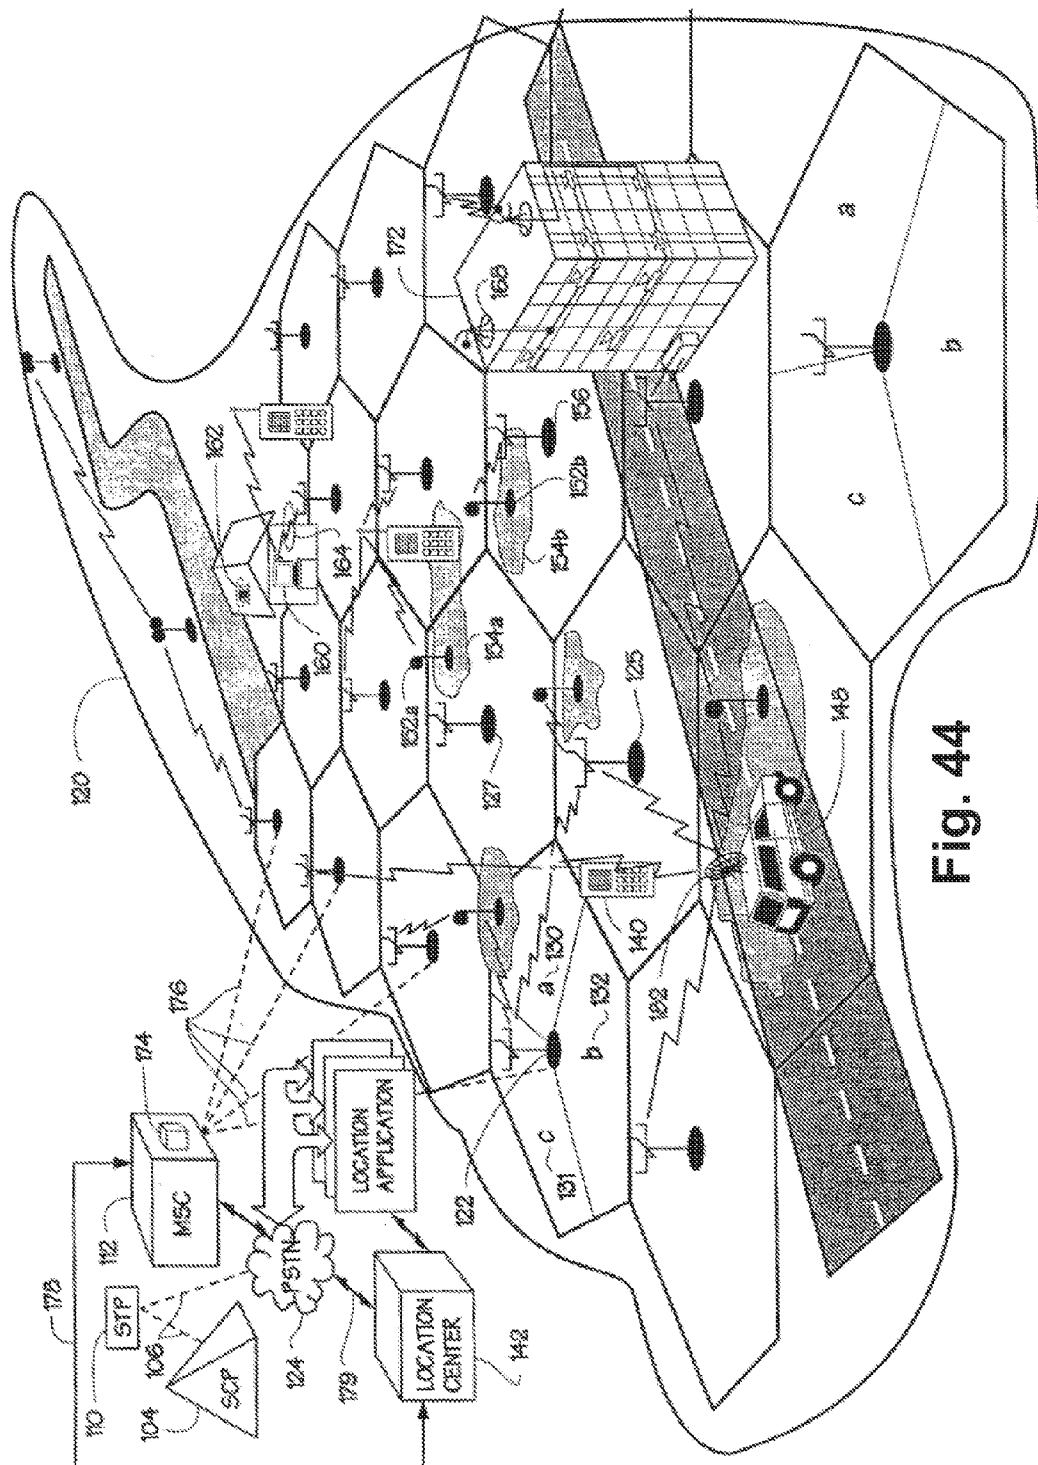 178
112
MSC
174
176
110
STP
106
104
SCP
PSTN
124
179
LOCATION
APPLICATION
LOCATION
CENTER
142
120
162
160
164
172
168
152a
154a
127
152b
154b
156
125
122
c
131
a
130
b
132
140
182
148
a
b
c
Fig. 44